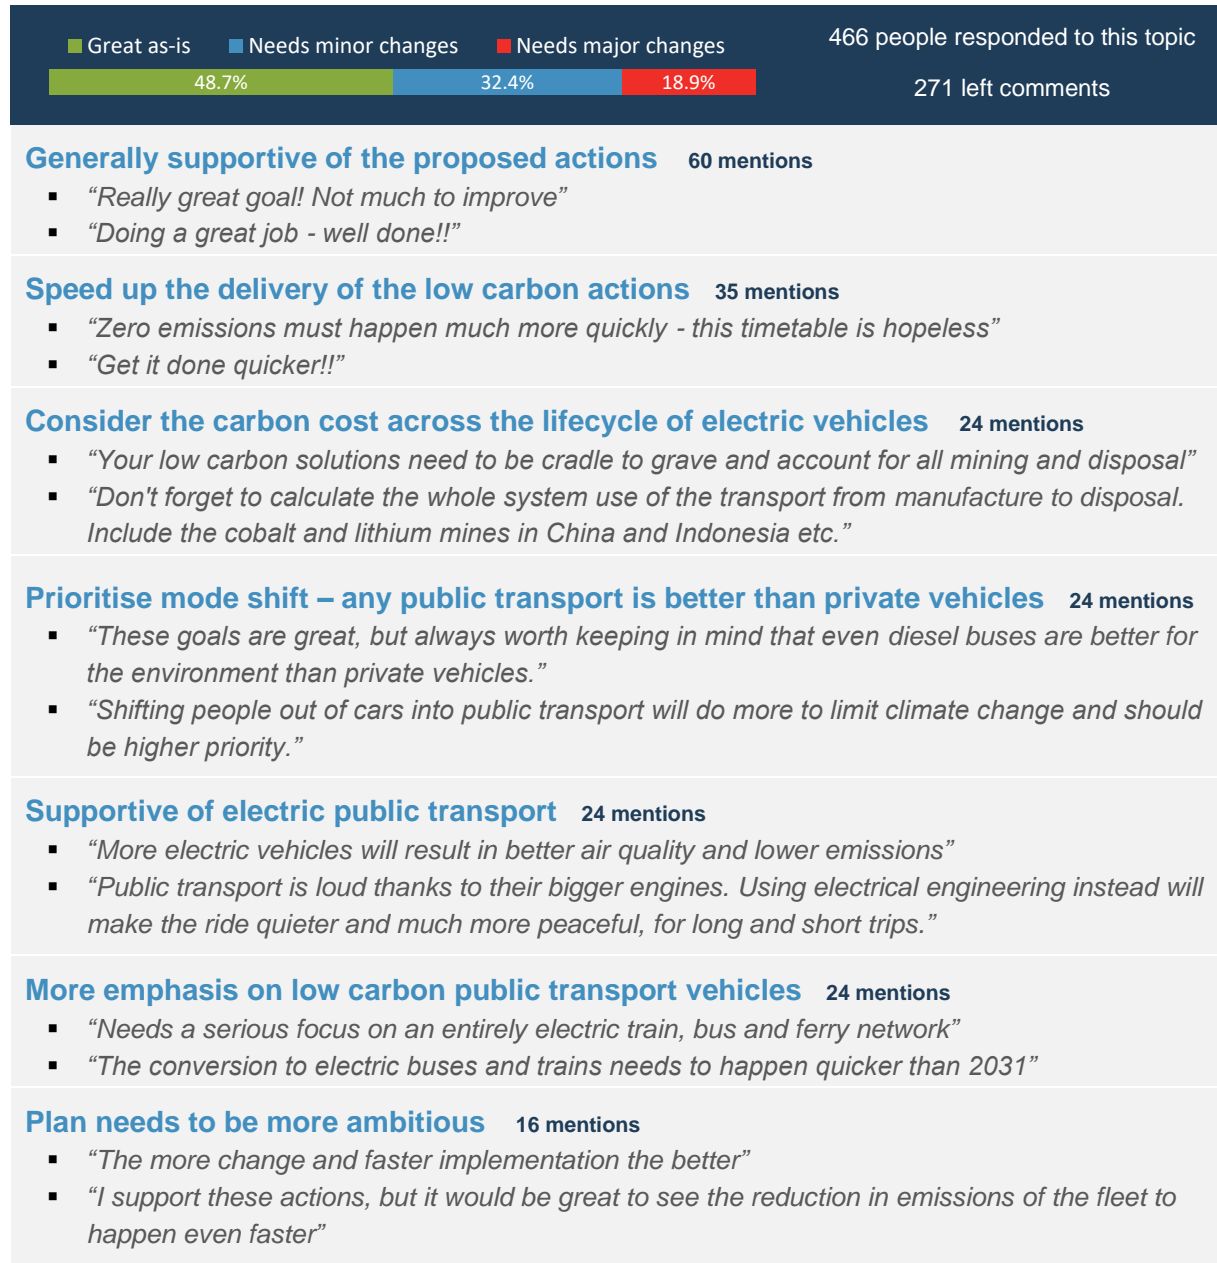 Great as-is Needs minor changes Needs major changes
48.7% 32.4% 18.9%
466 people responded to this topic
271 left comments
Generally supportive of the proposed actions 60 mentions
▪ “Really great goal! Not much to improve”
▪ “Doing a great job - well done!!”
Speed up the delivery of the low carbon actions 35 mentions
▪ “Zero emissions must happen much more quickly - this timetable is hopeless”
▪ “Get it done quicker!!”
Consider the carbon cost across the lifecycle of electric vehicles 24 mentions
▪ “Your low carbon solutions need to be cradle to grave and account for all mining and disposal”
▪ “Don't forget to calculate the whole system use of the transport from manufacture to disposal.
Include the cobalt and lithium mines in China and Indonesia etc.”
Prioritise mode shift – any public transport is better than private vehicles 24 mentions
▪ “These goals are great, but always worth keeping in mind that even diesel buses are better for
the environment than private vehicles.”
▪ “Shifting people out of cars into public transport will do more to limit climate change and should
be higher priority.”
Supportive of electric public transport 24 mentions
▪ “More electric vehicles will result in better air quality and lower emissions”
▪ “Public transport is loud thanks to their bigger engines. Using electrical engineering instead will
make the ride quieter and much more peaceful, for long and short trips.”
More emphasis on low carbon public transport vehicles 24 mentions
▪ “Needs a serious focus on an entirely electric train, bus and ferry network”
▪ “The conversion to electric buses and trains needs to happen quicker than 2031”
Plan needs to be more ambitious 16 mentions
▪ “The more change and faster implementation the better”
▪ “I support these actions, but it would be great to see the reduction in emissions of the fleet to
happen even faster”